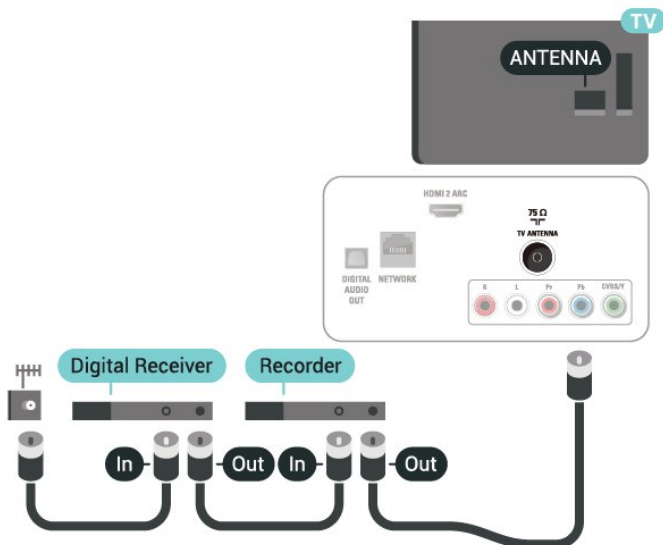 TV
ANTENNA
HDMI 2 ARC
75 Ω
TV ANTENNA
DIGITAL
AUDIO
OUT
NETWORK
R L Pr Pb CVBS/Y
Digital Receiver
Recorder
In
Out
In
Out